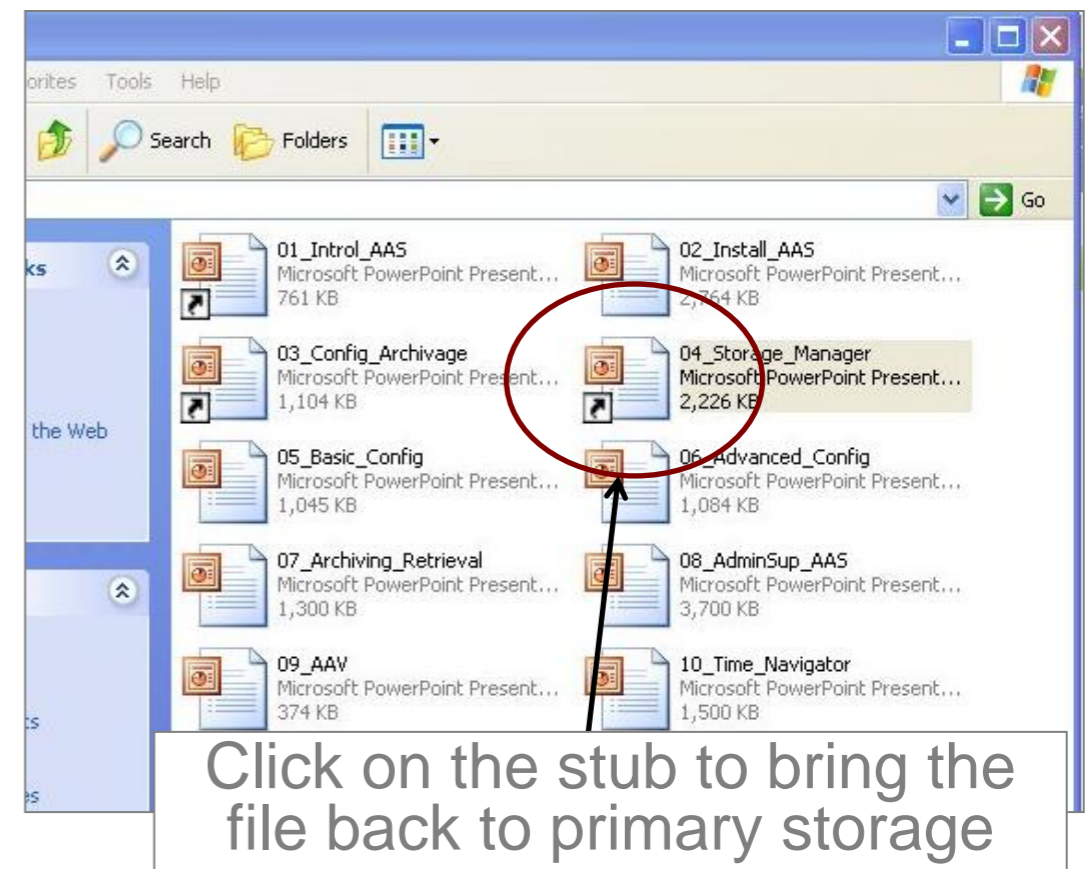 orites Tools Help
Search Folders
Go
ks
01_Introl_AAS
Microsoft PowerPoint Present...
761 KB
02_Install_AAS
Microsoft PowerPoint Present...
2,764 KB
03_Config_Archivage
Microsoft PowerPoint Present...
1,104 KB
04_Storage_Manager
Microsoft PowerPoint Present...
2,226 KB
the Web
05_Basic_Config
Microsoft PowerPoint Present...
1,045 KB
06_Advanced_Config
Microsoft PowerPoint Present...
1,084 KB
07_Archiving_Retrieval
Microsoft PowerPoint Present...
1,300 KB
08_AdminSup_AAS
Microsoft PowerPoint Present...
3,700 KB
09_AAV
Microsoft PowerPoint Present...
374 KB
10_Time_Navigator
Microsoft PowerPoint Present...
1,500 KB
ts
es
Click on the stub to bring the
file back to primary storage